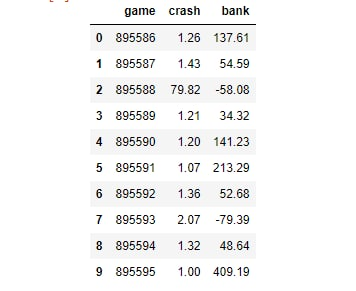 game crash bank
0 895586 1.26 137.61
1 895587 1.43 54.59
2 895588 79.82 -58.08
3 895589 1.21 34.32
4 895590 1.20 141.23
5 895591 1.07 213.29
6 895592 1.36 52.68
7 895593 2.07 -79.39
8 895594 1.32 48.64
9 895595 1.00 409.19